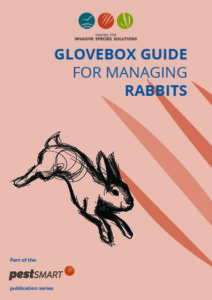 CENTRE FOR
INVASIVE SPECIES SOLUTIONS
GLOVEBOX GUIDE
FOR MANAGING
RABBITS
Part of the
pestSMART
publication series